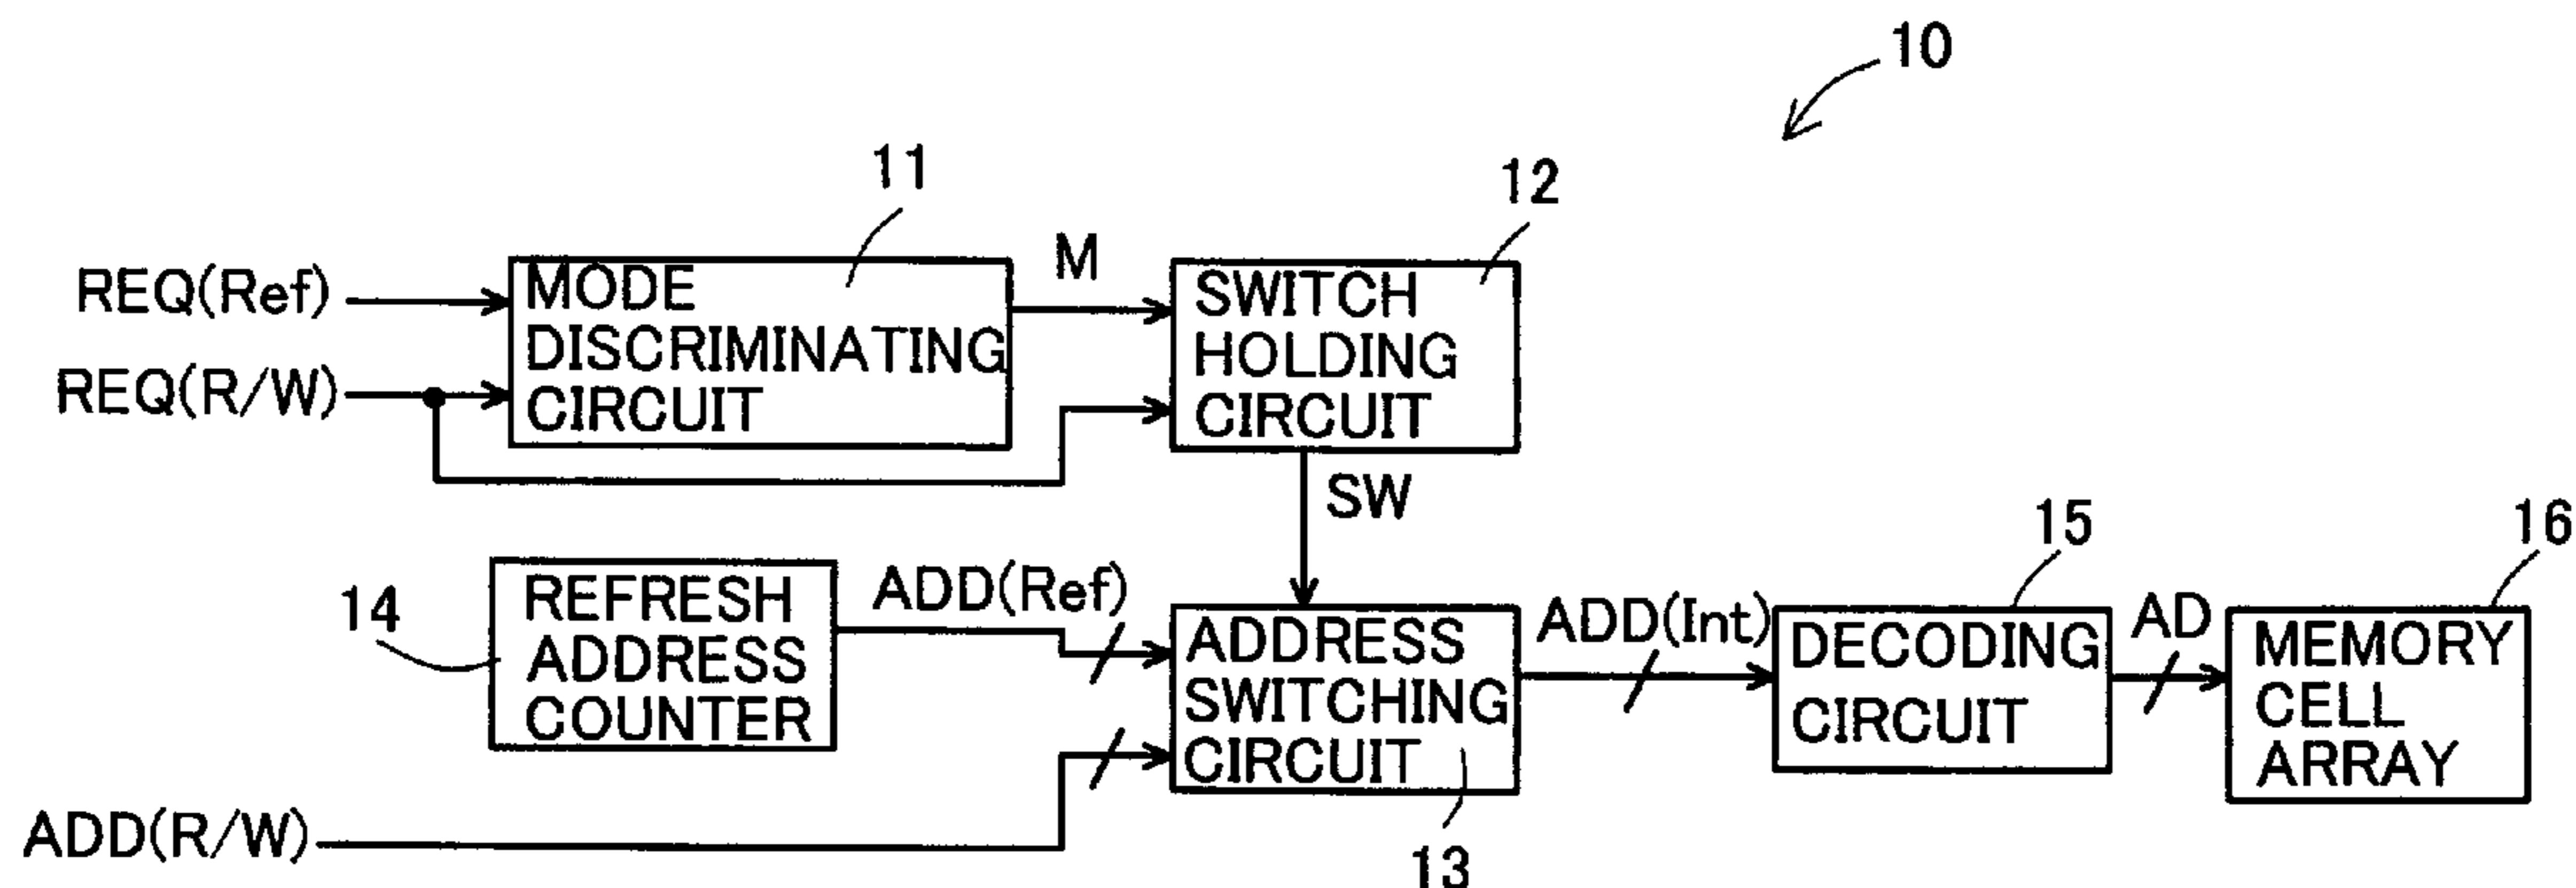 10
11
12
REQ(Ref)
REQ(R/W)
MODE
DISCRIMINATING
CIRCUIT
M
SWITCH
HOLDING
CIRCUIT
SW
14
REFRESH
ADDRESS
COUNTER
ADD(Ref)
ADD(R/W)
ADDRESS
SWITCHING
CIRCUIT
13
ADD(Int)
15
DECODING
CIRCUIT
AD
16
MEMORY
CELL
ARRAY